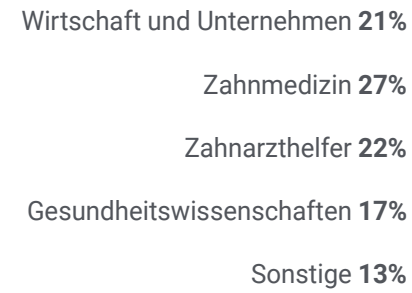 Wirtschaft und Unternehmen 21%
Zahnmedizin 27%
Zahnarzthelfer 22%
Gesundheitswissenschaften 17%
Sonstige 13%